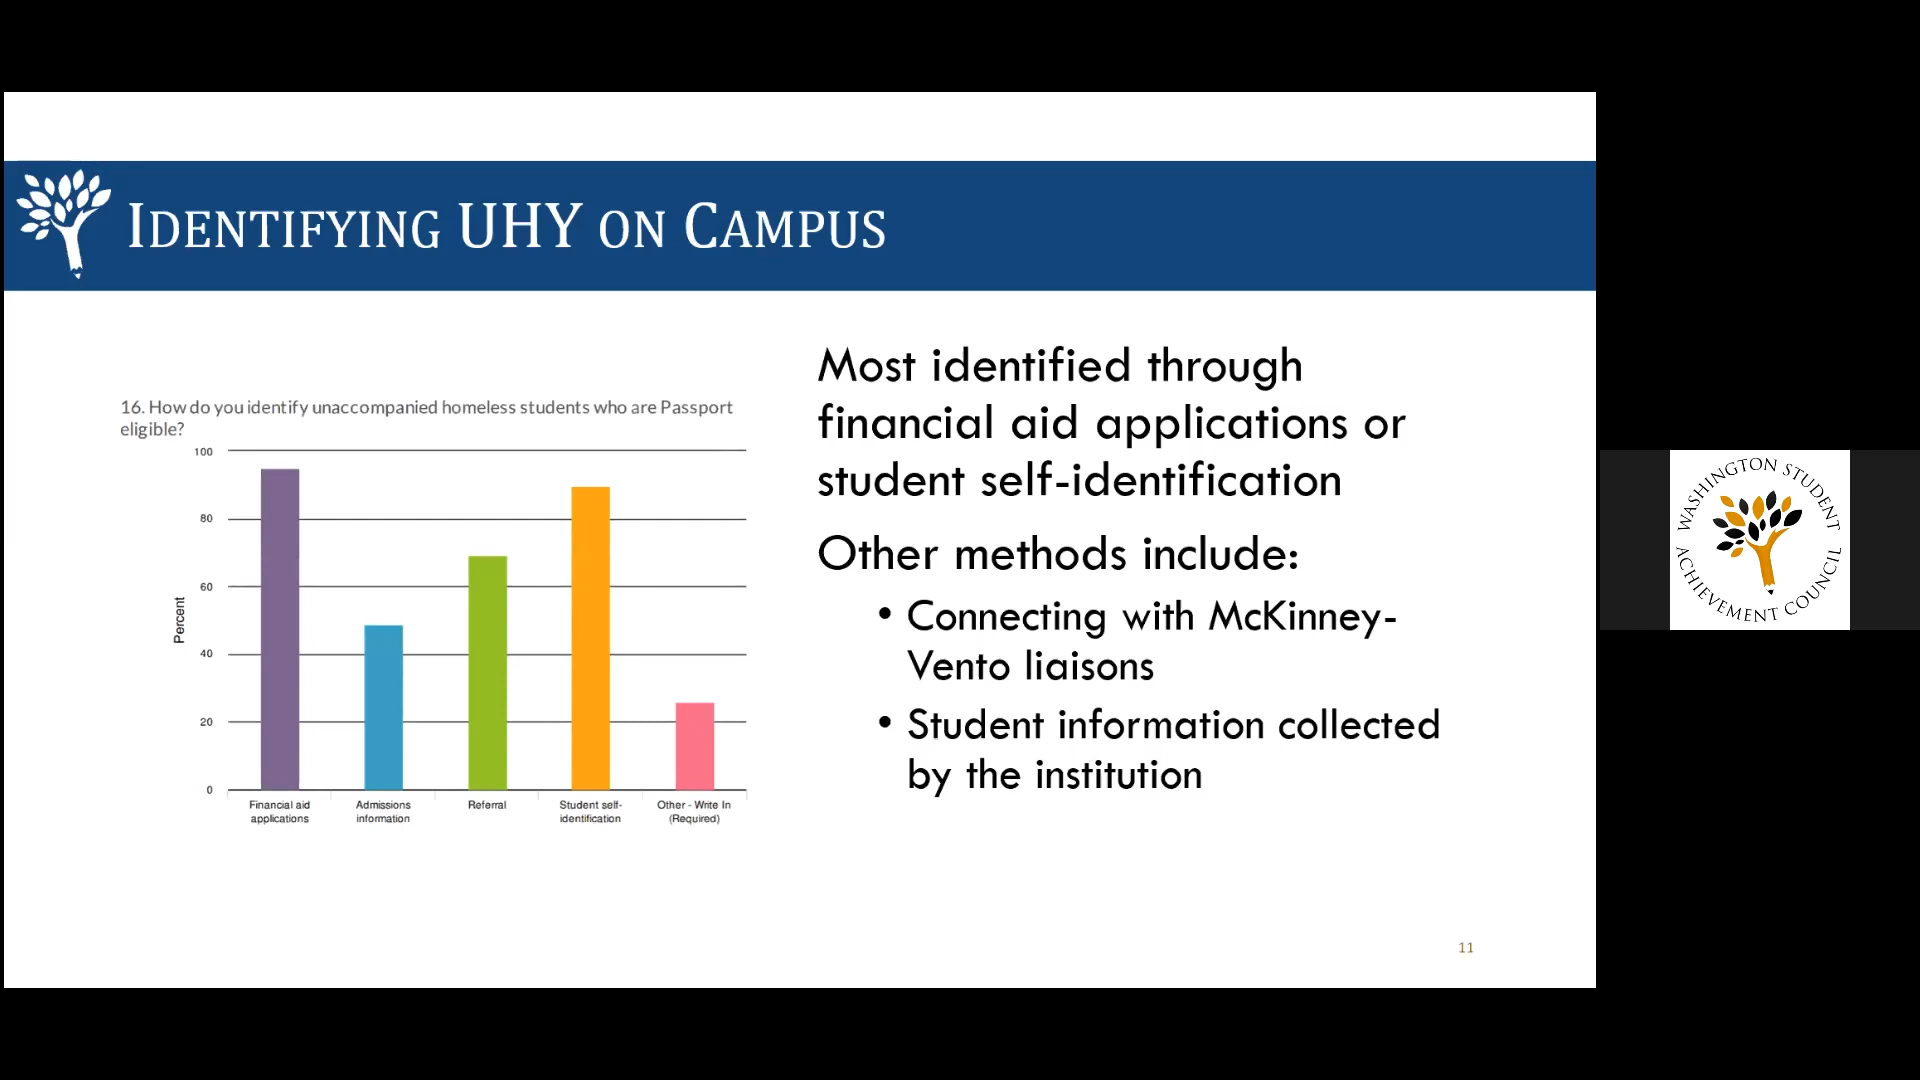 IDENTIFYING UHY ON CAMPUS
16. How do you identify unaccompanied homeless students who are Passport
eligible?
100
80
60
40
20
0
Percent
Financial aid
applications
Admissions
information
Referral
Student self-
identification
Other - Write In
(Required)
Most identified through
financial aid applications or
student self-identification
Other methods include:
• Connecting with McKinney-
Vento liaisons
• Student information collected
by the institution
11
WASHINGTON STUDENT
ACHIEVEMENT COUNCIL